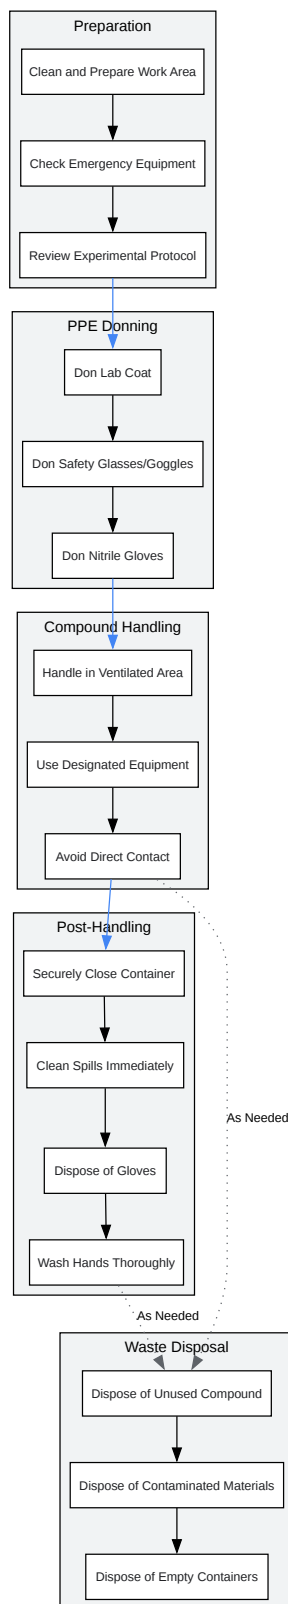 Preparation
Clean and Prepare Work Area
Check Emergency Equipment
Review Experimental Protocol
PPE Donning
Don Lab Coat
Don Safety Glasses/Goggles
Don Nitrile Gloves
Compound Handling
Handle in Ventilated Area
Use Designated Equipment
Avoid Direct Contact
Post-Handling
Securely Close Container
Clean Spills Immediately
As Needed
Dispose of Gloves
Wash Hands Thoroughly
As Needed
Waste Disposal
Dispose of Unused Compound
Dispose of Contaminated Materials
Dispose of Empty Containers